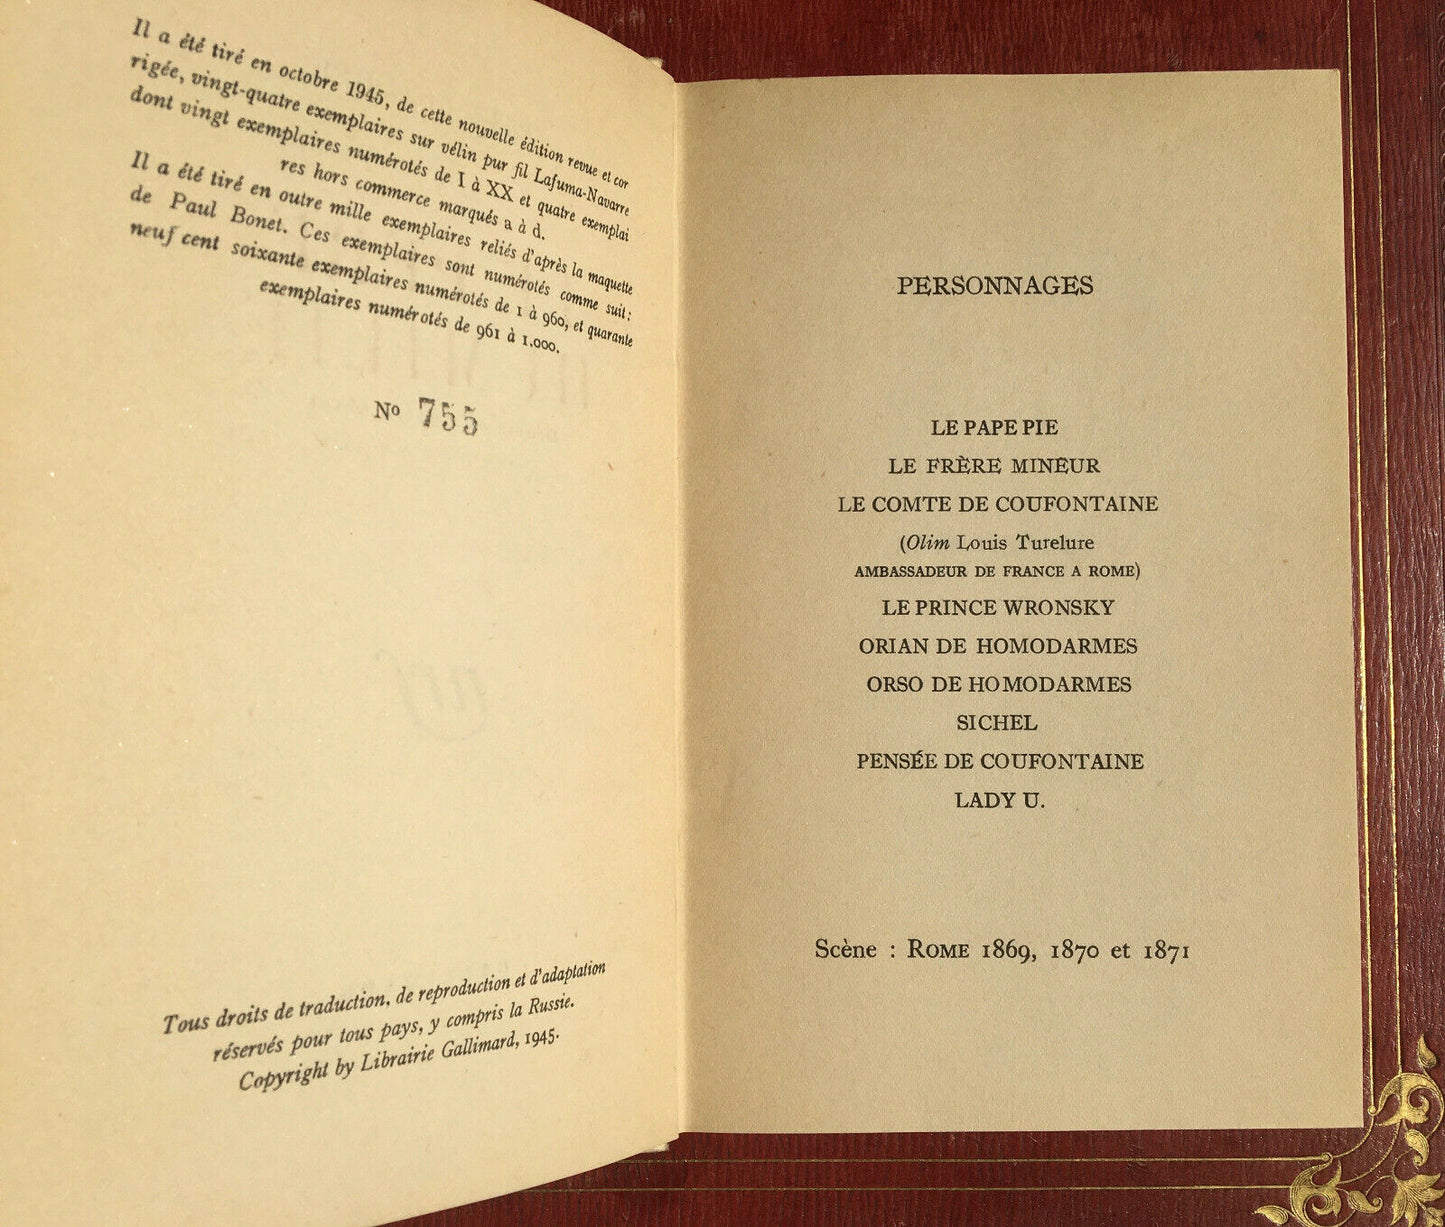 Il a été tiré en octobre 1945, de cette nouvelle édition revue et cor
rigée, vingt-quatre exemplaires sur vélin pur fil Lafuma-Navarre
dont vingt exemplaires numérotés de I à XX et quatre exemplai
res hors commerce marqués a à d.
Il a été tiré en outre mille exemplaires reliés d'après la maquette
de Paul Bonet. Ces exemplaires sont numérotés comme suit:
neuf cent soixante exemplaires numérotés de 1 à 960, et quarante
exemplaires numérotés de 961 à 1.000.
Nº 755
Tous droits de traduction, de reproduction et d'adaptation
réservés pour tous pays, y compris la Russie.
Copyright by Librairie Gallimard, 1945.
PERSONNAGES
LE PAPE PIE
LE FRÈRE MINEUR
LE COMTE DE COUFONTAINE
(Olim Louis Turelure
AMBASSADEUR DE FRANCE A ROME)
LE PRINCE WRONSKY
ORIAN DE HOMODARMES
ORSO DE HOMODARMES
SICHEL
PENSÉE DE COUFONTAINE
LADY U.
Scène : ROME 1869, 1870 et 1871